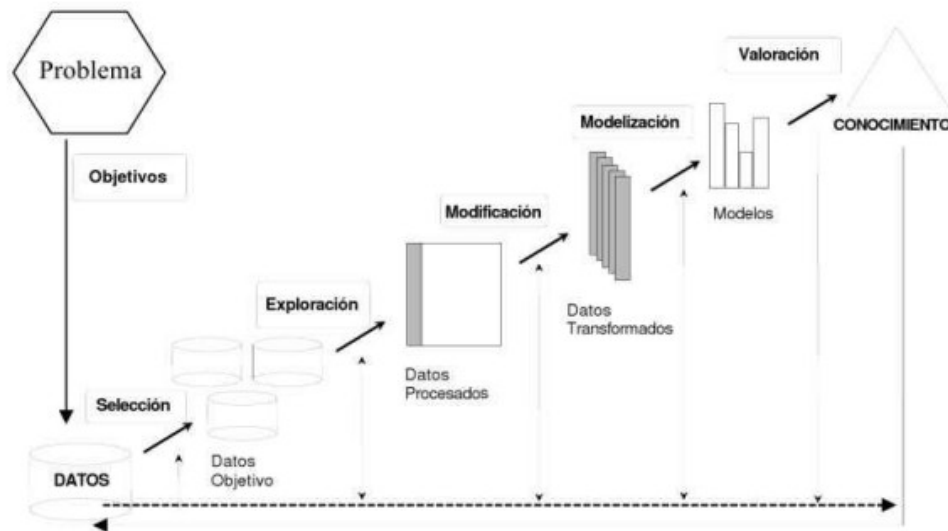 Problema
Objetivos
DATOS
Selección
Datos
Objetivo
Exploración
Datos
Procesados
Modificación
Datos
Transformados
Modelización
Modelos
Valoración
CONOCIMIENTO